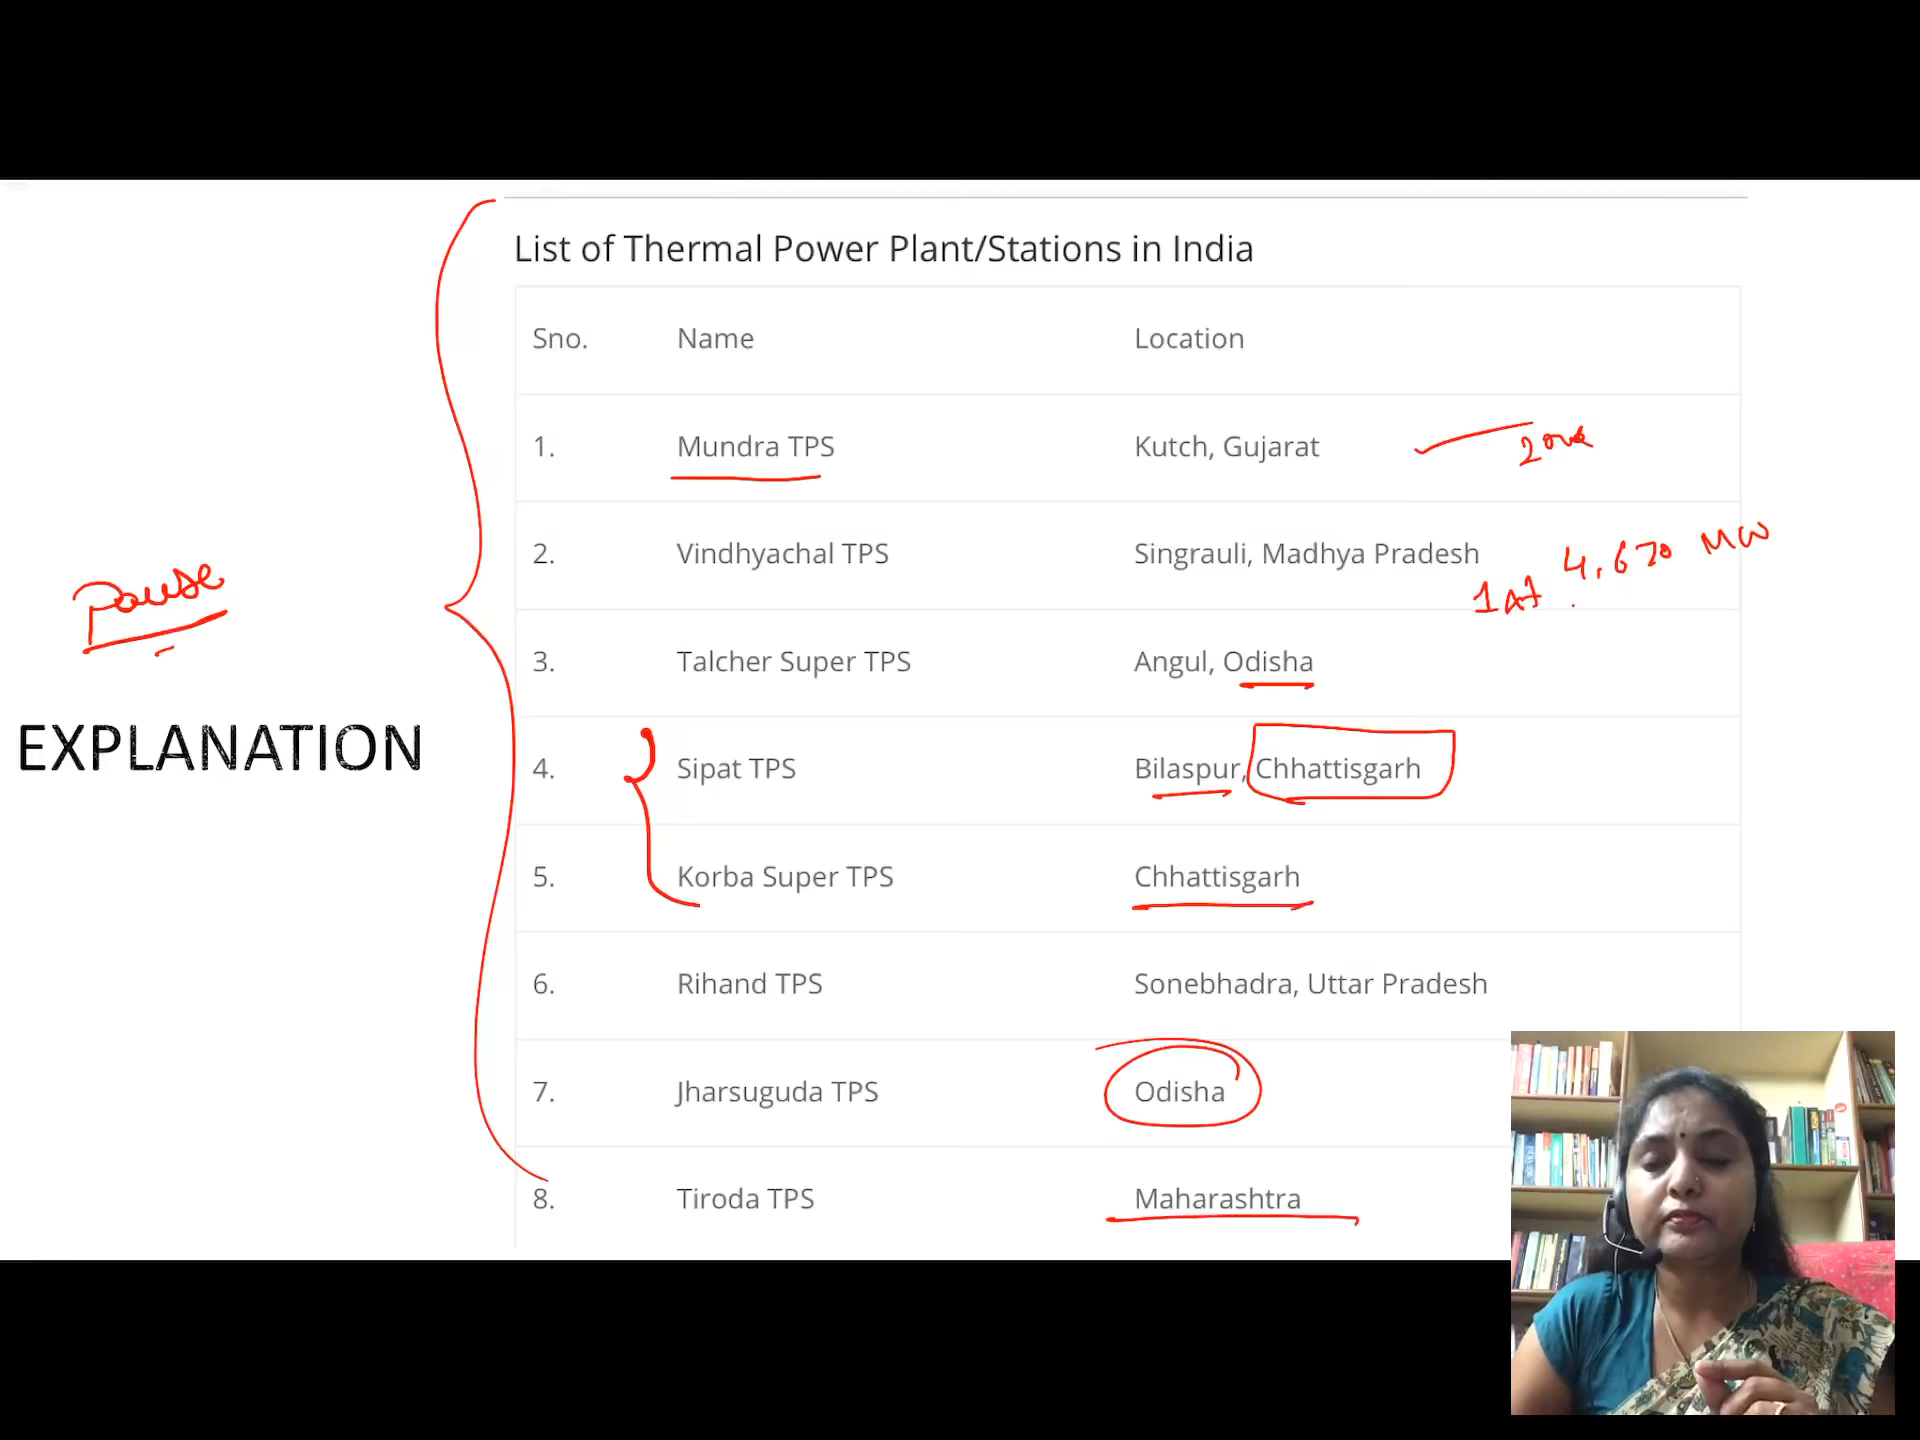 List of Thermal Power Plant/Stations in India
Sno. Name Location
1. Mundra TPS Kutch, Gujarat
2. Vindhyachal TPS Singrauli, Madhya Pradesh
1st 4,670 MW
3. Talcher Super TPS Angul, Odisha
Pause
EXPLANATION
4. Sipat TPS Bilaspur, Chhattisgarh
5. Korba Super TPS Chhattisgarh
6. Rihand TPS Sonebhadra, Uttar Pradesh
7. Jharsuguda TPS Odisha
8. Tiroda TPS Maharashtra